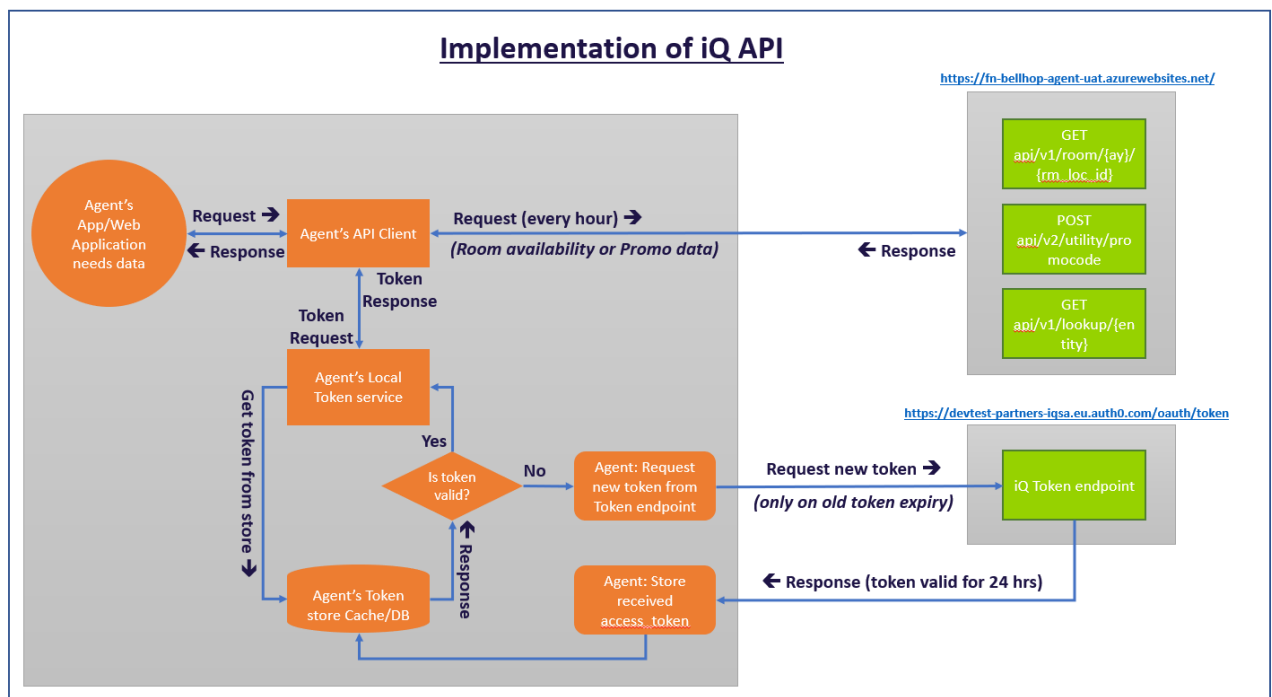 Implementation of iQ API
https://fn-bellhop-agent-uat.azurewebsites.net/
GET
api/v1/room/{ay}/
{rm_loc_id}
POST
api/v2/utility/pro
mocode
GET
api/v1/lookup/{en
tity}
Agent’s
App/Web
Application
needs data
Request ➔
🡰 Response
Agent’s API Client
Request (every hour) ➔
(Room availability or Promo data)
🡰 Response
Token
Response
Token
Request
Agent’s Local
Token service
Get token from store ➔
Yes
Is token
valid?
No
🡰 Response
Agent’s Token
store Cache/DB
Agent: Request
new token from
Token endpoint
Request new token ➔
(only on old token expiry)
https://devtest-partners-iqsa.eu.auth0.com/oauth/token
iQ Token endpoint
🡰 Response (token valid for 24 hrs)
Agent: Store
received
access_token